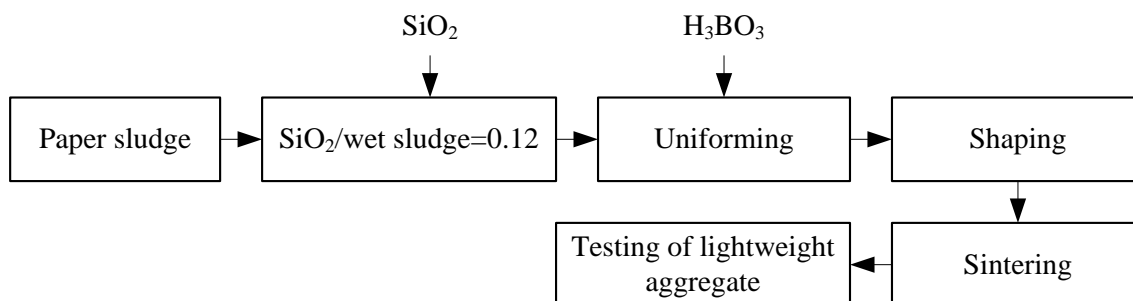 SiO₂
H₃BO₃
Paper sludge
SiO₂/wet sludge=0.12
Uniforming
Shaping
Testing of lightweight
aggregate
Sintering